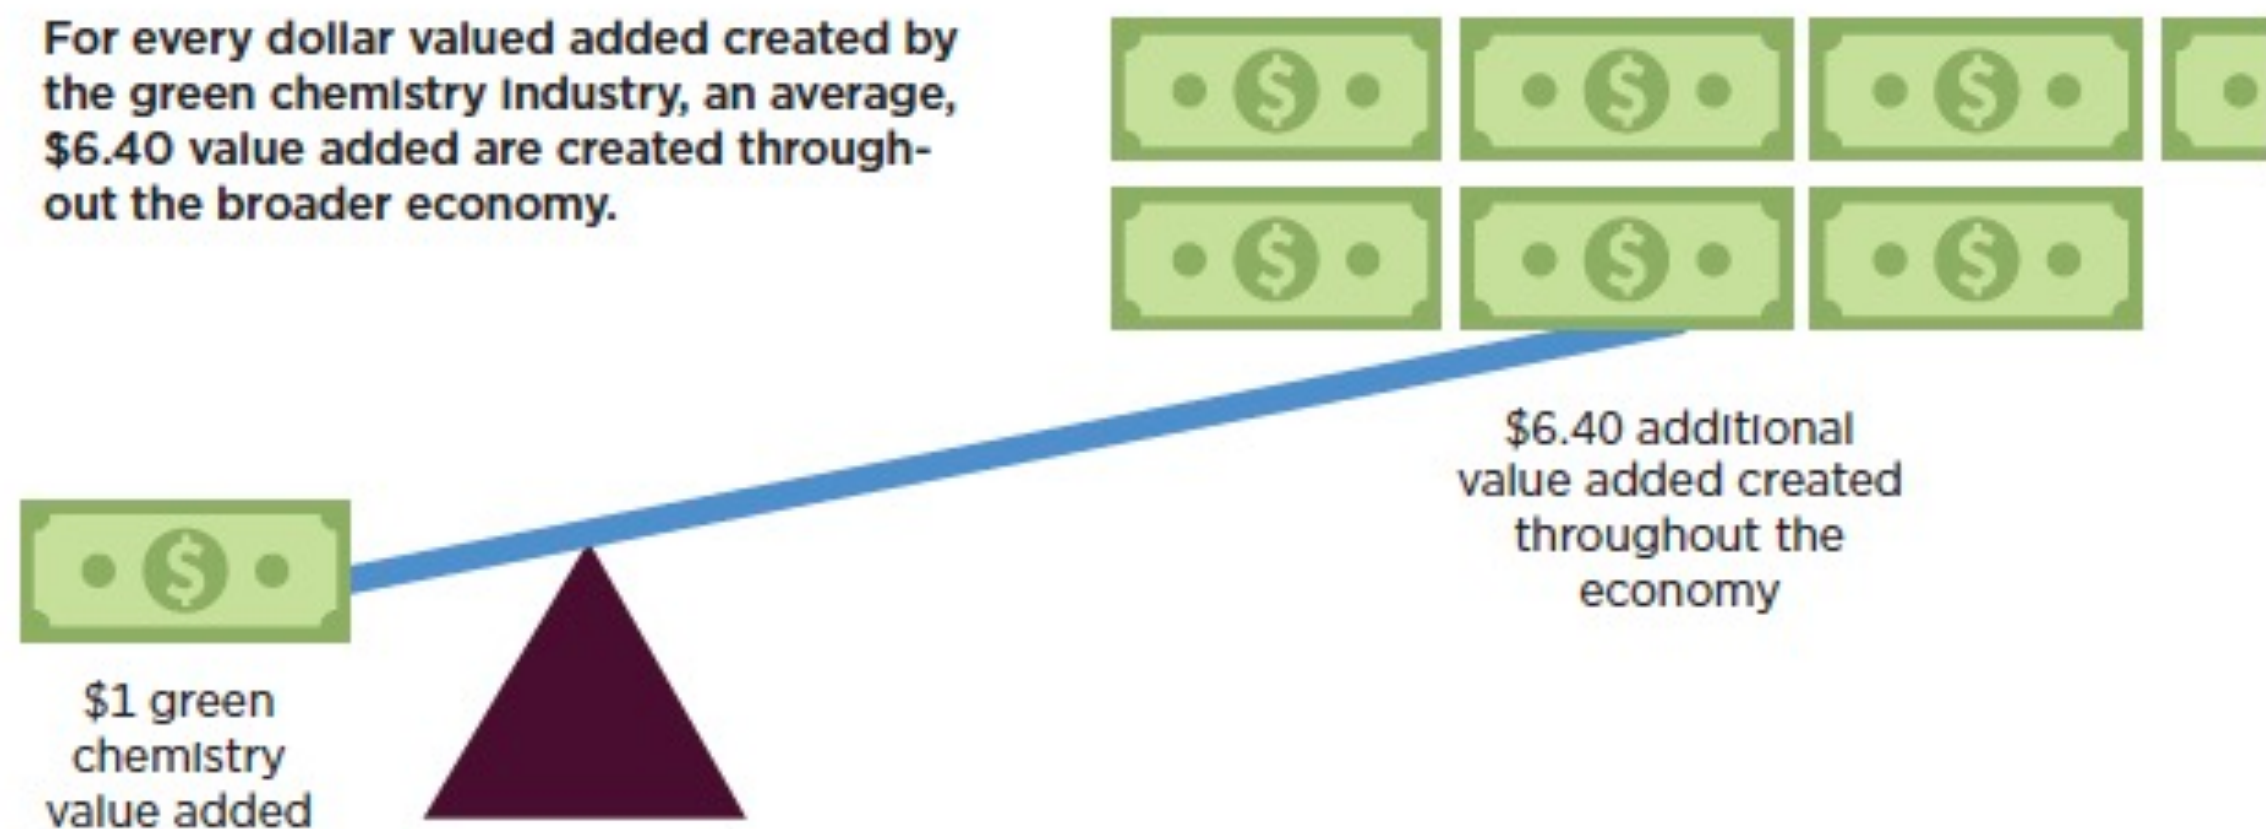 For every dollar valued added created by
the green chemistry industry, an average,
$6.40 value added are created through-
out the broader economy.
$
$
$
$
$
$
$6.40 additional
value added created
throughout the
economy
$
$1 green
chemistry
value added